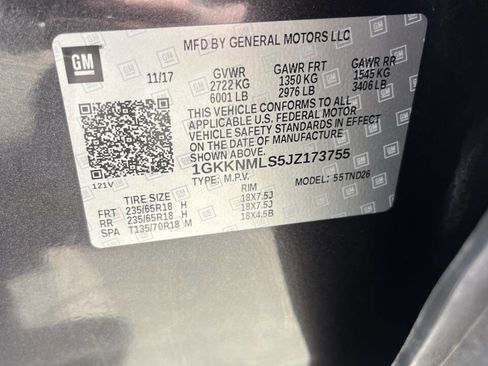 MFD BY GENERAL MOTORS LLC
GM
11/17 GVWR GAWR FRT GAWR RR
2722 KG 1350 KG 1545 KG
6001 LB 2976 LB 3406 LB
THIS VEHICLE CONFORMS TO ALL
APPLICABLE U.S. FEDERAL MOTOR
VEHICLE SAFETY STANDARDS IN EFFECT
ON THE DATE OF MANUFACTURE
SHOWN ABOVE.
1GKKNMLS5JZ173755
TYPE: M.P.V. MODEL: 55TND26
121V
TIRE SIZE RIM
FRT 235/65R18 H 18X7.5J
RR 235/65R18 H 18X7.5J
SPA T135/70R18 M 18X4.5B